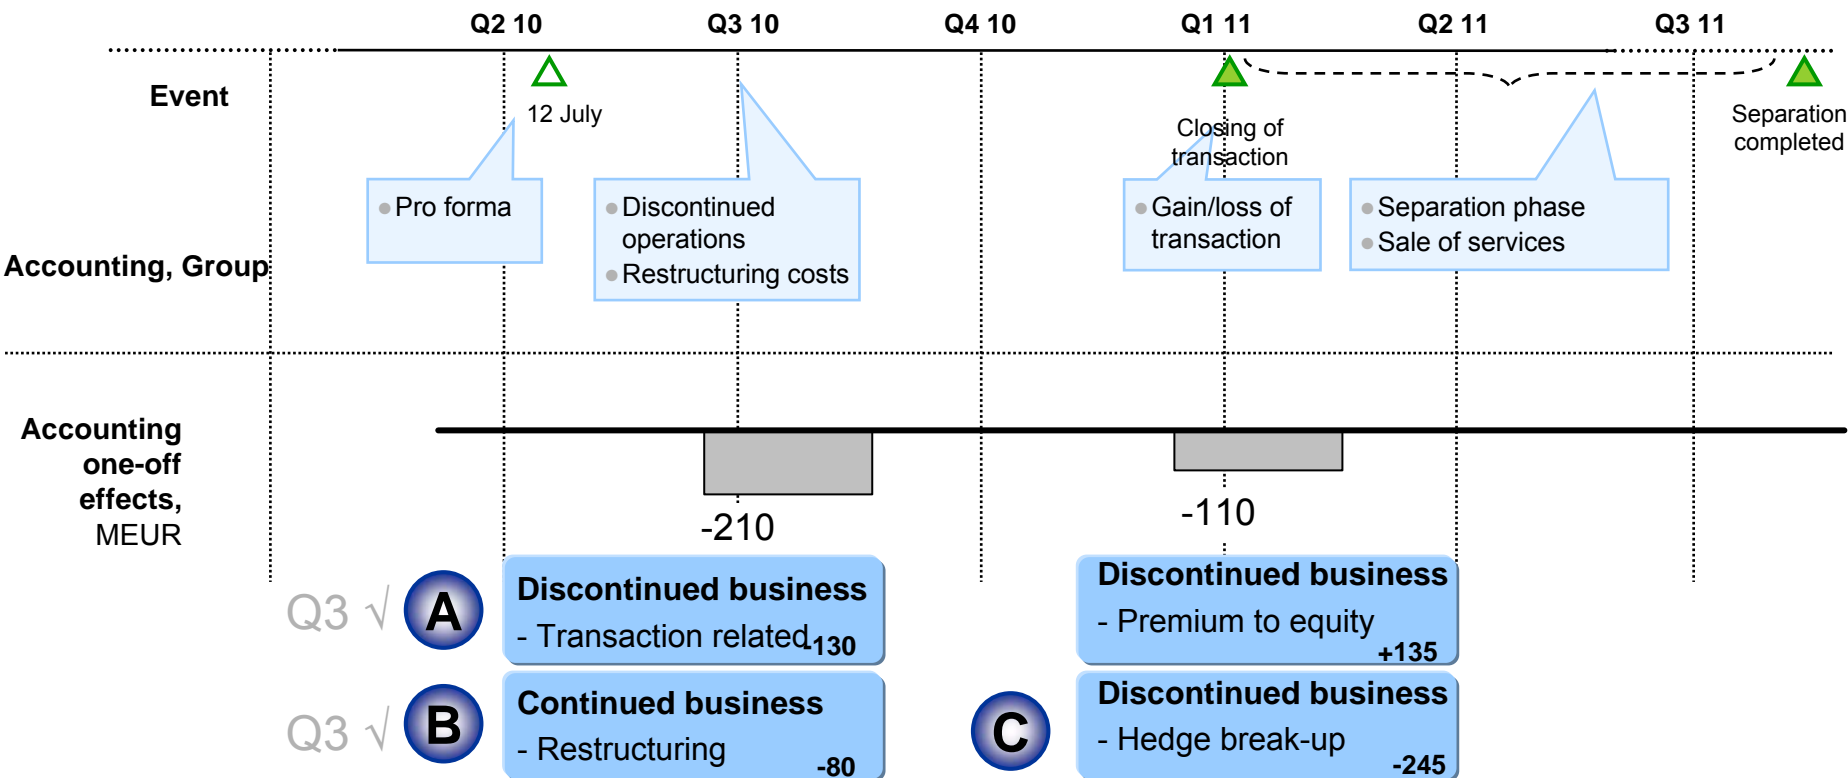 Q2 10 Q3 10 Q4 10 Q1 11 Q2 11 Q3 11
Event
12 July
Closing of
transaction
Separation
completed
Accounting, Group
Pro forma
Discontinued
operations
Restructuring costs
Gain/loss of
transaction
Separation phase
Sale of services
Accounting
one-off
effects,
MEUR
-210
-110
Q3 √ A
Discontinued business
- Transaction related -130
Discontinued business
- Premium to equity
+135
Q3 √ B
Continued business
- Restructuring
-80
C
Discontinued business
- Hedge break-up
-245